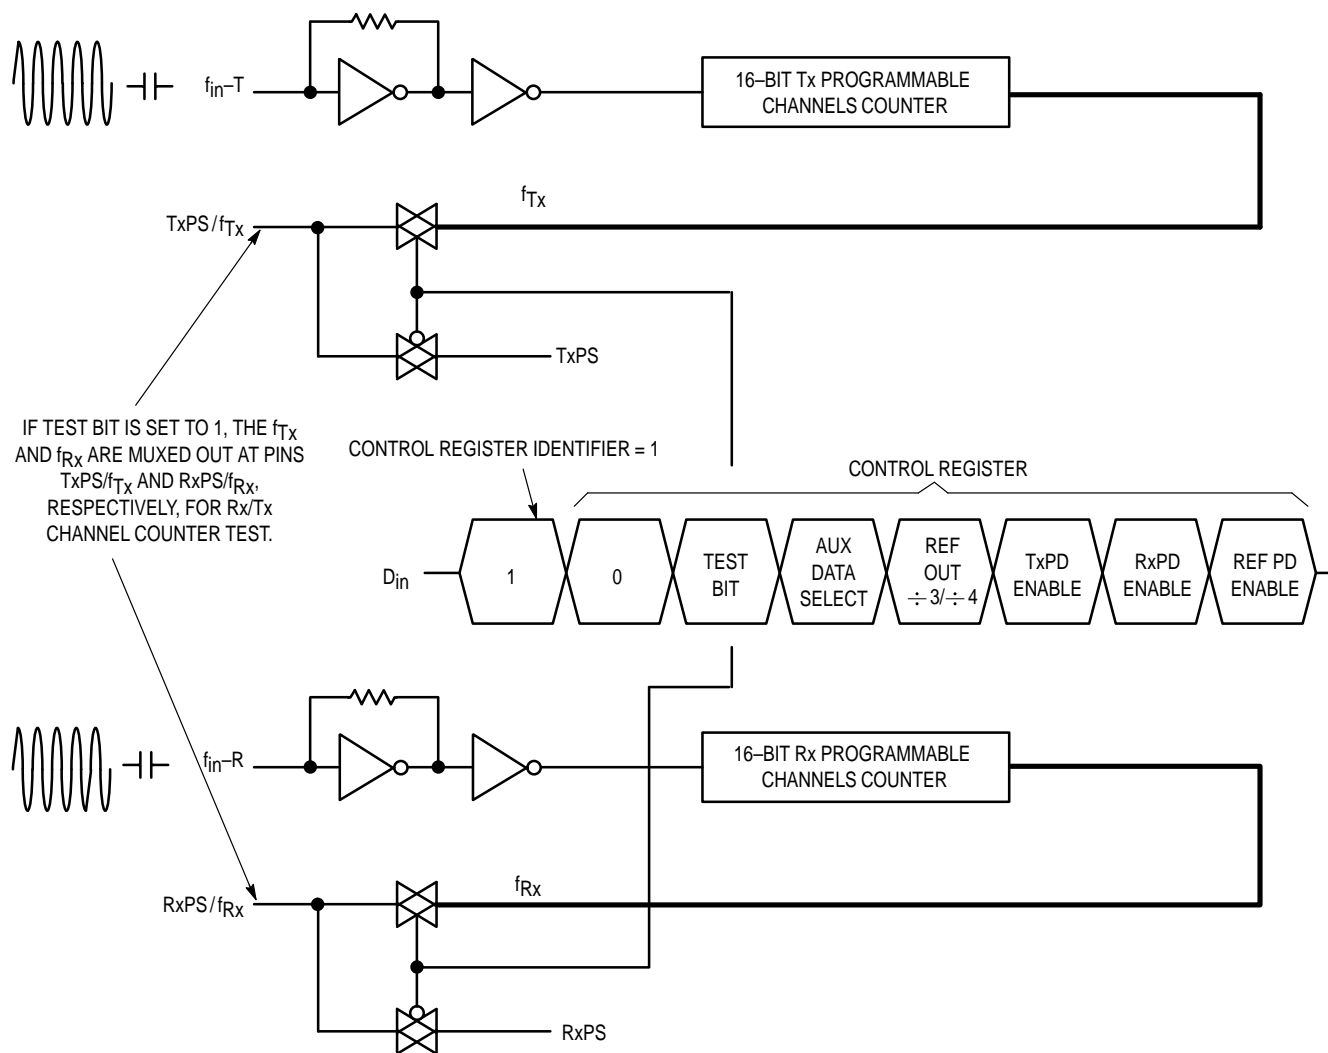 fin–T
16–BIT Tx PROGRAMMABLE
CHANNELS COUNTER
fTx
TxPS/fTx
TxPS
IF TEST BIT IS SET TO 1, THE fTx
AND fRx ARE MUXED OUT AT PINS
TxPS/fTx AND RxPS/fRx,
RESPECTIVELY, FOR Rx/Tx
CHANNEL COUNTER TEST.
CONTROL REGISTER IDENTIFIER = 1
CONTROL REGISTER
Din
1
0
TEST
BIT
AUX
DATA
SELECT
REF
OUT
÷3/÷4
TxPD
ENABLE
RxPD
ENABLE
REF PD
ENABLE
fin–R
16–BIT Rx PROGRAMMABLE
CHANNELS COUNTER
fRx
RxPS/fRx
RxPS